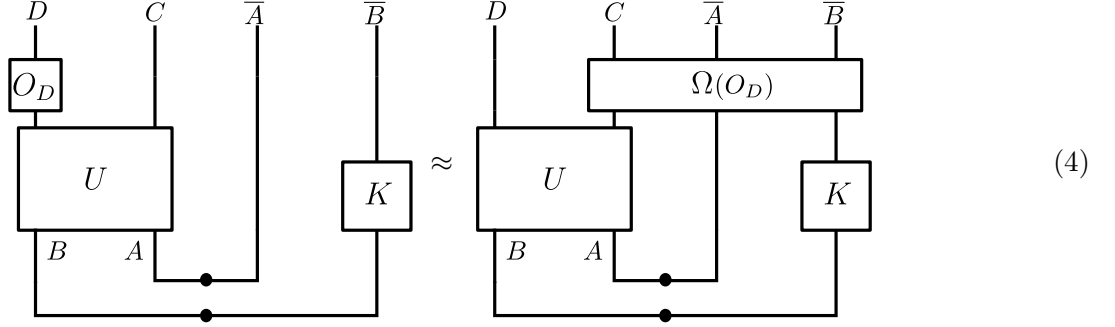 D C A̅ B̅ D C A̅ B̅
O_D Ω(O_D)
U K ≈ U K (4)
B A B A